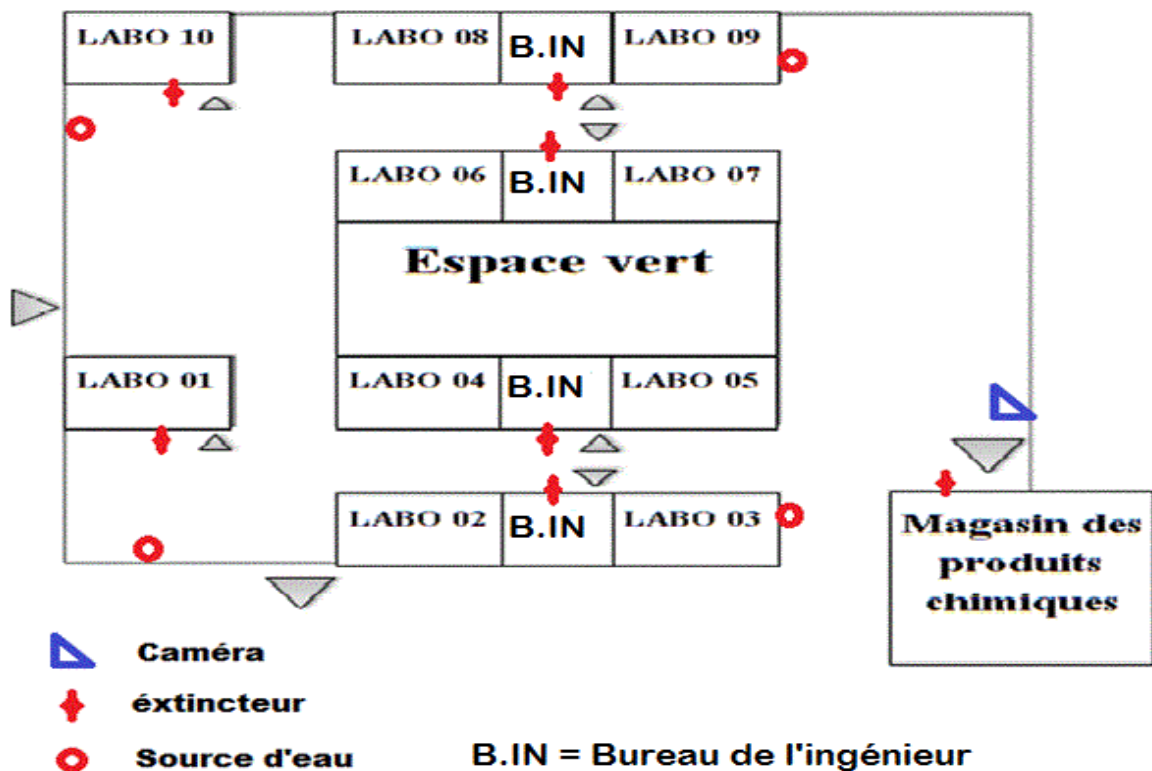 LABO 10
LABO 08
B.IN
LABO 09
LABO 06
B.IN
LABO 07
Espace vert
LABO 01
LABO 04
B.IN
LABO 05
LABO 02
B.IN
LABO 03
Magasin des
produits
chimiques
Caméra
éxtincteur
Source d'eau
B.IN = Bureau de l'ingénieur